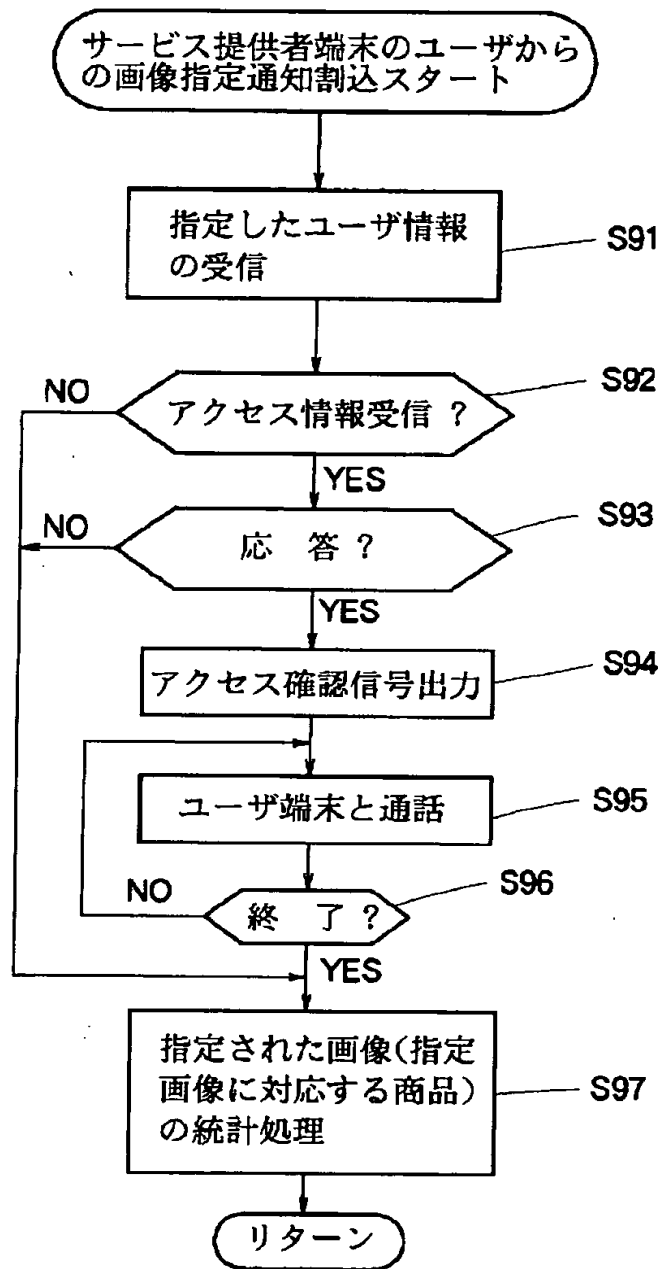 サービス提供者端末のユーザから
の画像指定通知割込スタート
指定したユーザ情報
の受信
S91
アクセス情報受信？
S92
NO
YES
応　答？
S93
NO
YES
アクセス確認信号出力
S94
ユーザ端末と通話
S95
終　了？
S96
NO
YES
指定された画像(指定
画像に対応する商品)
の統計処理
S97
リターン